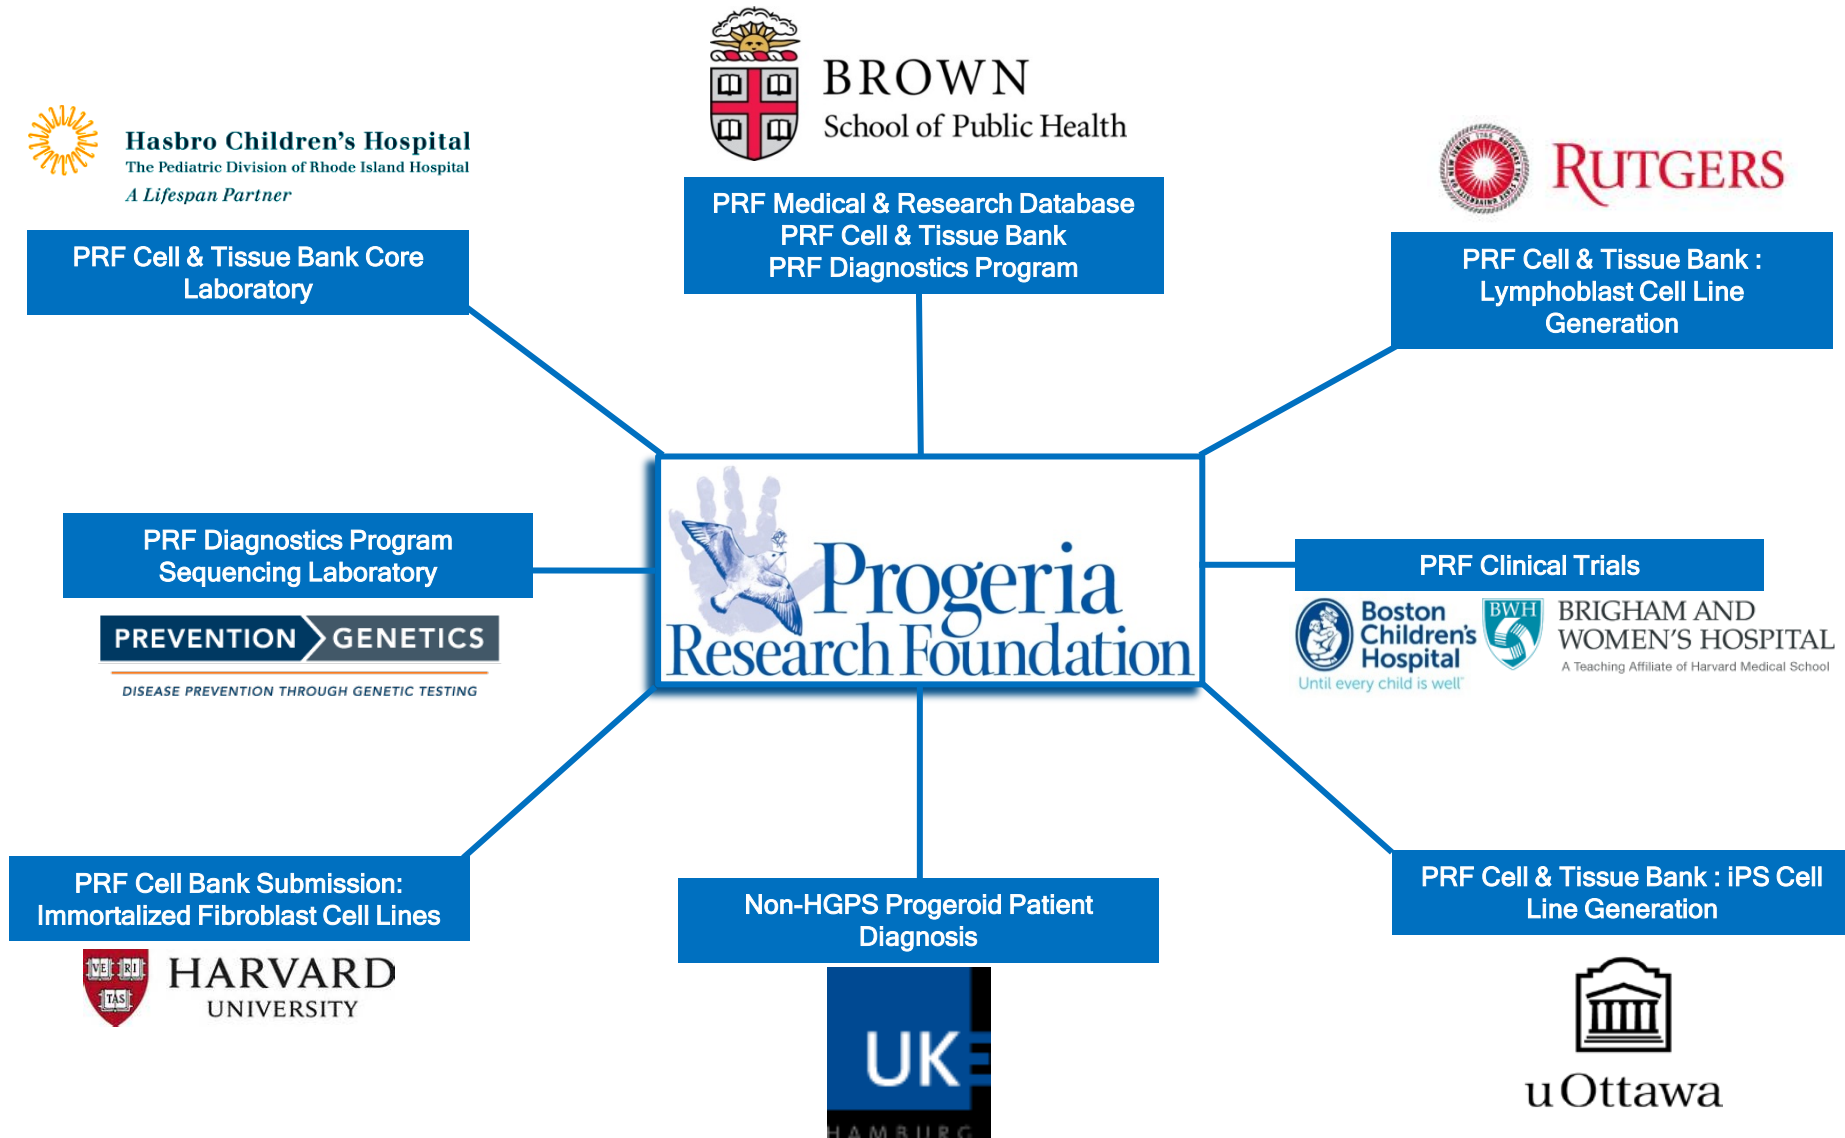 BROWN
School of Public Health
Hasbro Children's Hospital
The Pediatric Division of Rhode Island Hospital
A Lifespan Partner
RUTGERS
PRF Medical & Research Database
PRF Cell & Tissue Bank
PRF Diagnostics Program
PRF Cell & Tissue Bank Core
Laboratory
PRF Cell & Tissue Bank :
Lymphoblast Cell Line
Generation
PRF Diagnostics Program
Sequencing Laboratory
PREVENTION GENETICS
DISEASE PREVENTION THROUGH GENETIC TESTING
Progeria
Research Foundation
PRF Clinical Trials
Boston
Children's
Hospital
Until every child is well
BWH
BRIGHAM AND
WOMEN'S HOSPITAL
A Teaching Affiliate of Harvard Medical School
PRF Cell Bank Submission:
Immortalized Fibroblast Cell Lines
VE RI
TAS
HARVARD
UNIVERSITY
Non-HGPS Progeroid Patient
Diagnosis
UKE
HAMBURG
PRF Cell & Tissue Bank : iPS Cell
Line Generation
uOttawa